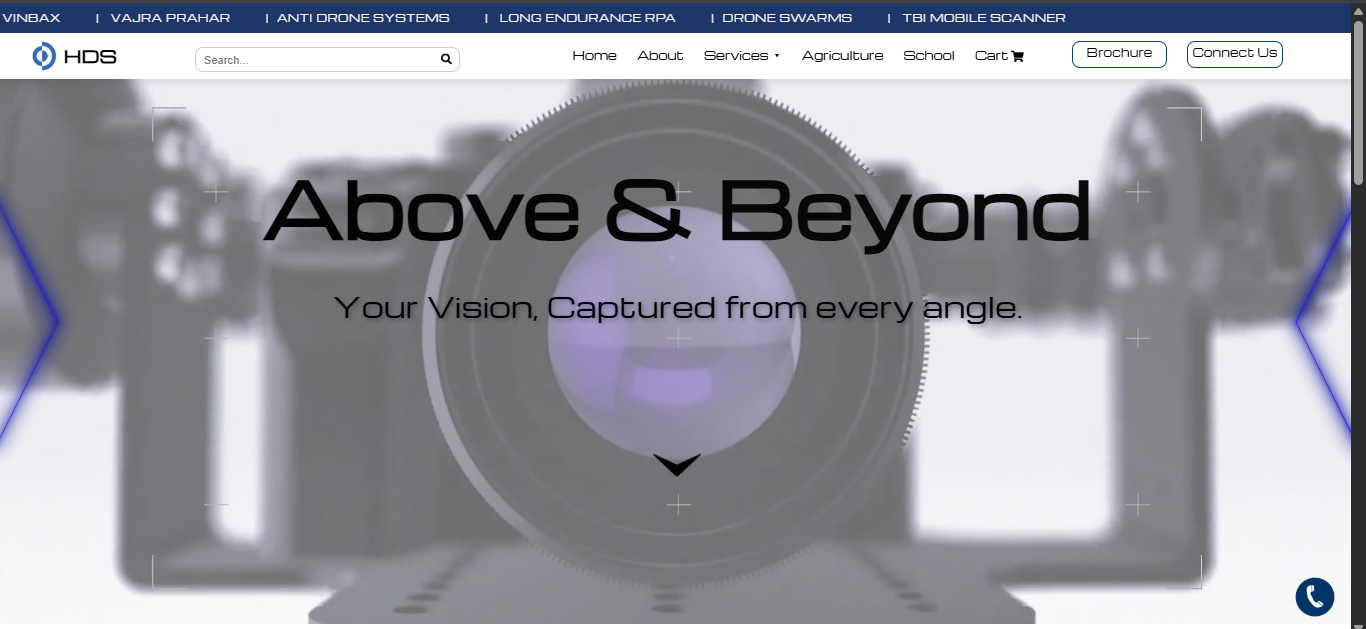 VINBAX | VAJRA PRAHAR | ANTI DRONE SYSTEMS | LONG ENDURANCE RPA | DRONE SWARMS | TBI MOBILE SCANNER
HDS Search... Home About Services Agriculture School Cart Brochure Connect Us
Above & Beyond
Your Vision, Captured from every angle.